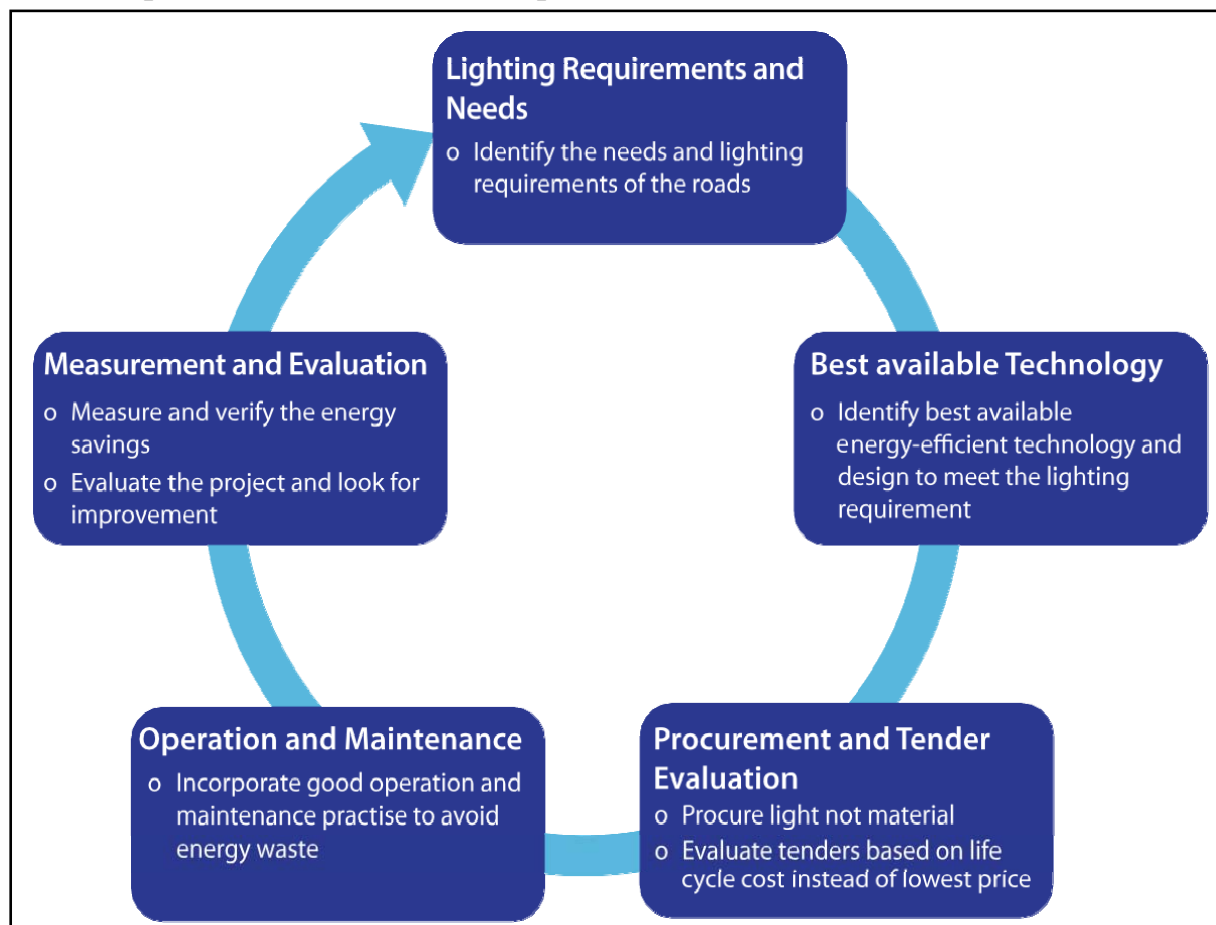 Lighting Requirements and
Needs
o Identify the needs and lighting
requirements of the roads
Best available Technology
o Identify best available
energy-efficient technology and
design to meet the lighting
requirement
Procurement and Tender
Evaluation
o Procure light not material
o Evaluate tenders based on life
cycle cost instead of lowest price
Operation and Maintenance
o Incorporate good operation and
maintenance practise to avoid
energy waste
Measurement and Evaluation
o Measure and verify the energy
savings
o Evaluate the project and look for
improvement